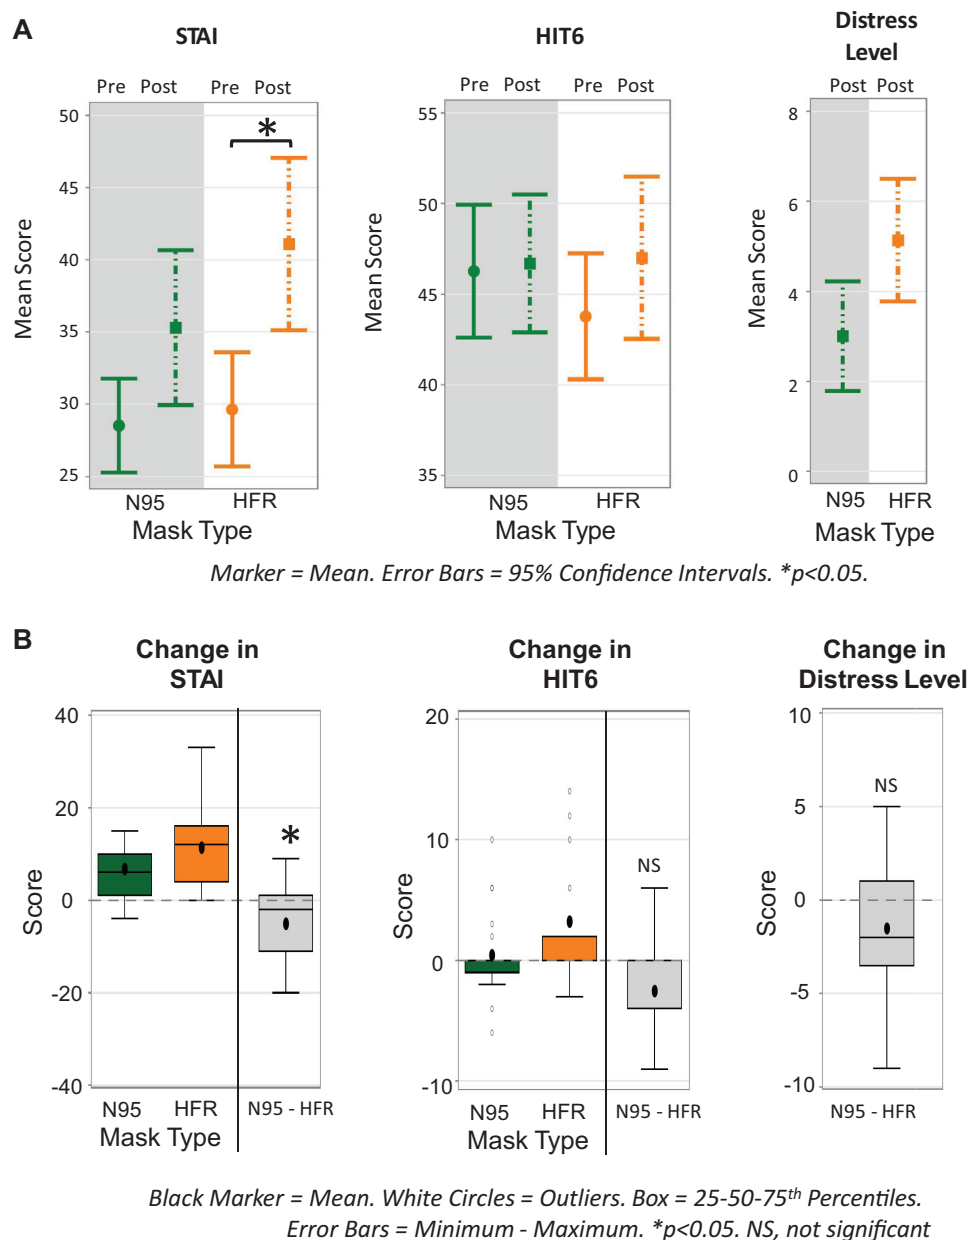 A
STAI
HIT6
Distress
Level
Pre Post Pre Post
Pre Post Pre Post
Post Post
50
45
40
35
30
25
Mean Score
55
50
45
40
35
Mean Score
8
6
4
2
0
Mean Score
N95 HFR
Mask Type
N95 HFR
Mask Type
N95 HFR
Mask Type
*
Marker = Mean. Error Bars = 95% Confidence Intervals. *p<0.05.
B
Change in
STAI
Change in
HIT6
Change in
Distress Level
40
20
0
-20
-40
Score
*
N95 HFR N95 - HFR
Mask Type
20
10
0
-10
Score
NS
N95 HFR N95 - HFR
Mask Type
10
5
0
-5
-10
Score
NS
N95 - HFR
Black Marker = Mean. White Circles = Outliers. Box = 25-50-75th Percentiles.
Error Bars = Minimum - Maximum. *p<0.05. NS, not significant